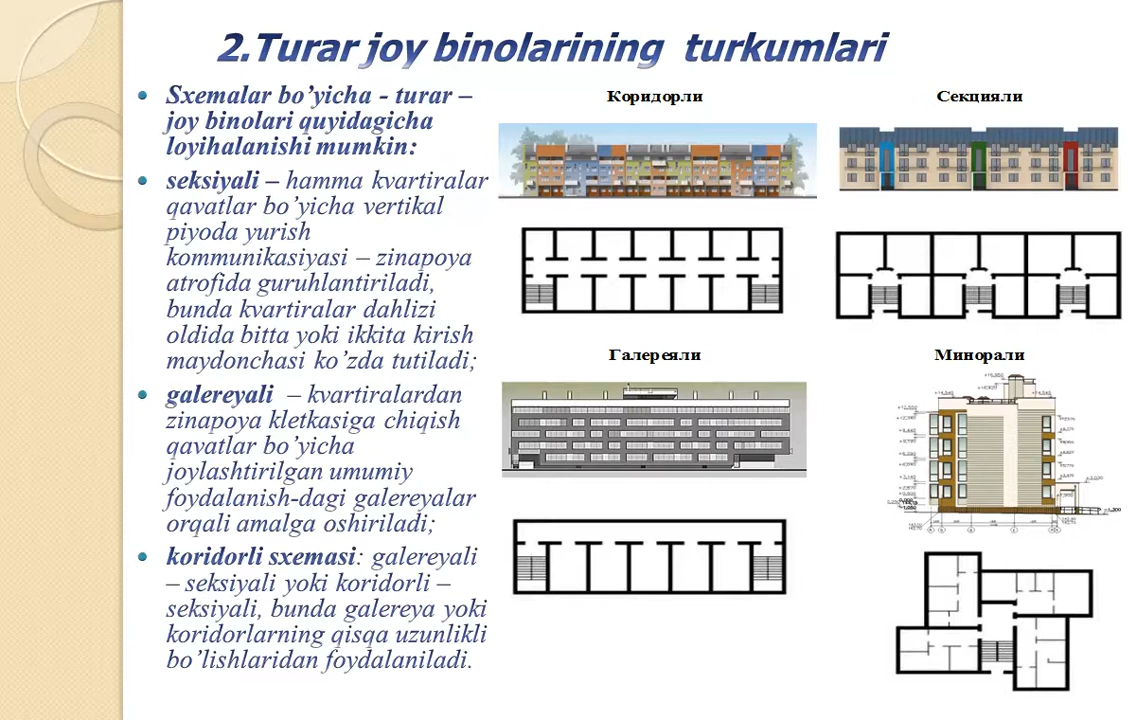 2.Turar joy binolarining turkumlari
Sxemalar bo’yicha - turar –
joy binolari quyidagicha
loyihalanishi mumkin:
seksiyali – hamma kvartiralar
qavatlar bo’yicha vertikal
piyoda yurish
kommunikasiyasi – zinapoya
atrofida guruhlantiriladi,
bunda kvartiralar dahlizi
oldida bitta yoki ikkita kirish
maydonchasi ko’zda tutiladi;
galereyali – kvartiralardan
zinapoya kletkasiga chiqish
qavatlar bo’yicha
joylashtirilgan umumiy
foydalanish-dagi galereyalar
orqali amalga oshiriladi;
koridorli sxemasi: galereyali
– seksiyali yoki koridorli –
seksiyali, bunda galereya yoki
koridorlarning qisqa uzunlikli
bo’lishlaridan foydalaniladi.
Коридорли
Секцияли
Галереяли
Минорали